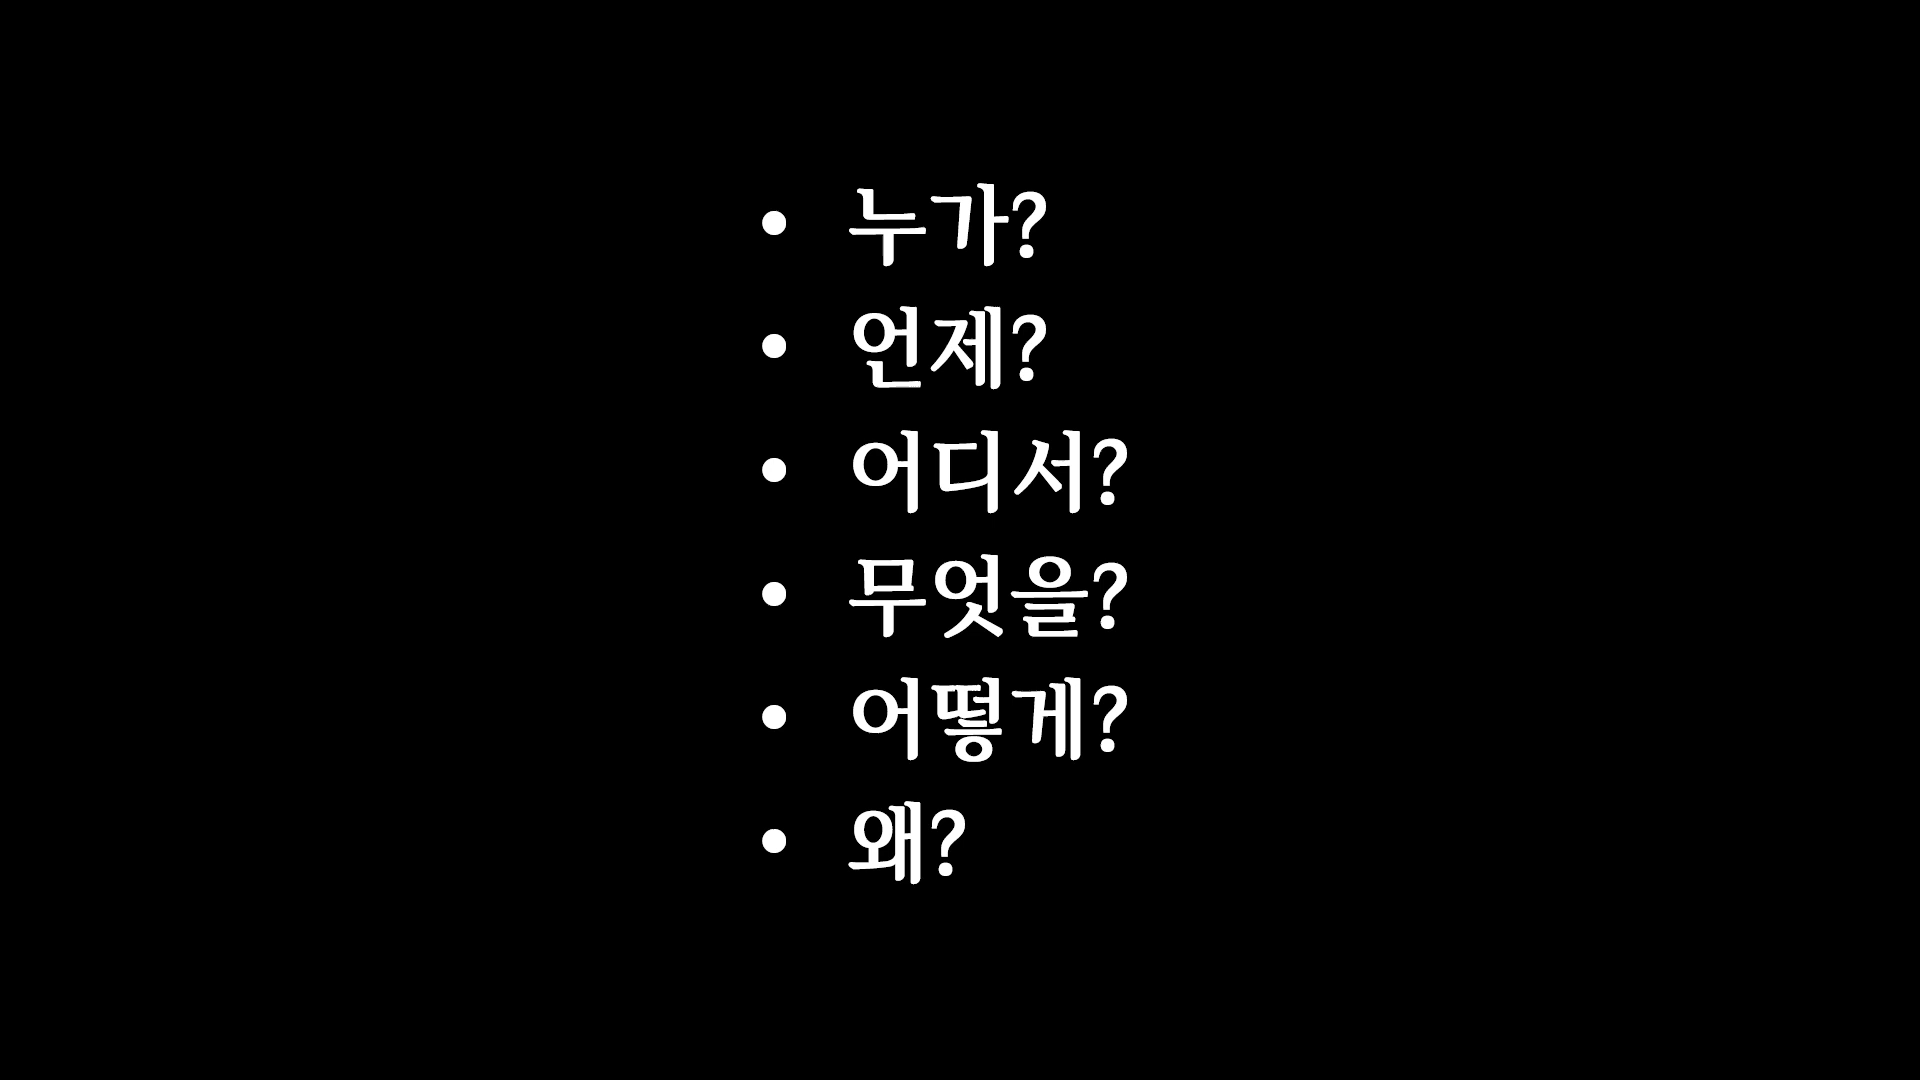 • 누가?
• 언제?
• 어디서?
• 무엇을?
• 어떻게?
• 왜?